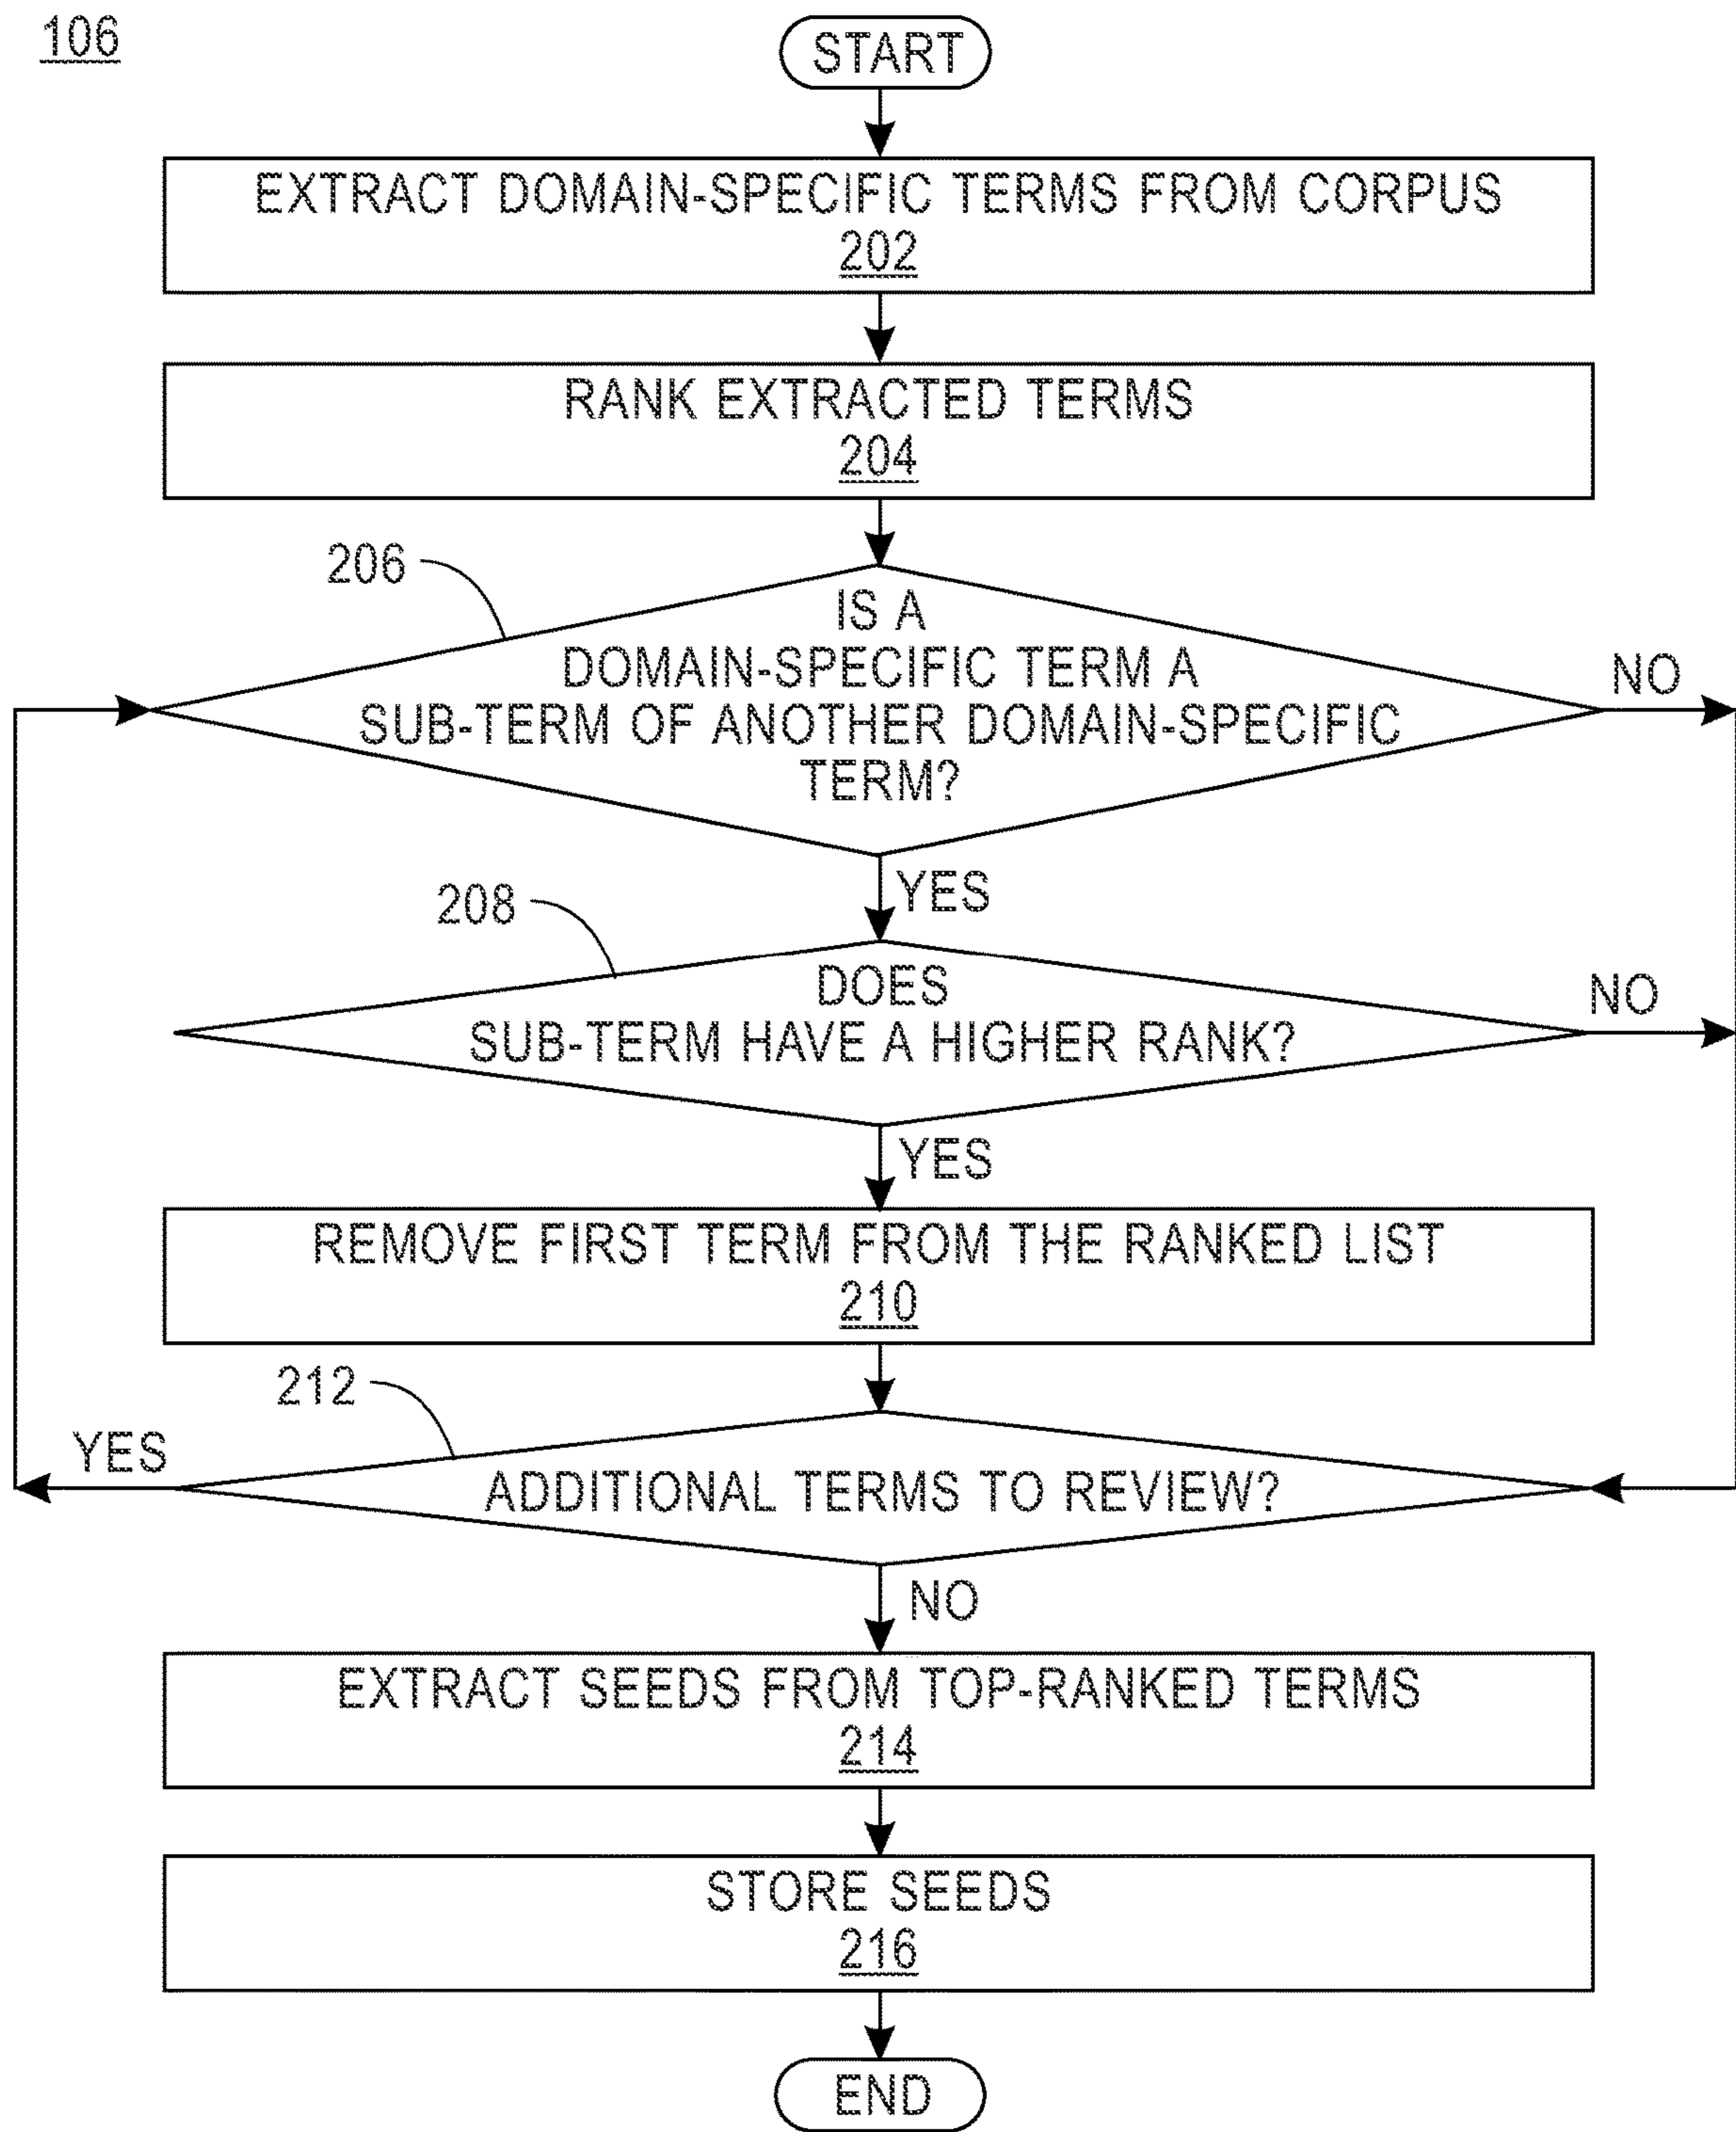 106
START
EXTRACT DOMAIN-SPECIFIC TERMS FROM CORPUS
202
RANK EXTRACTED TERMS
204
206
IS A
DOMAIN-SPECIFIC TERM A
SUB-TERM OF ANOTHER DOMAIN-SPECIFIC
TERM?
NO
YES
208
DOES
SUB-TERM HAVE A HIGHER RANK?
NO
YES
REMOVE FIRST TERM FROM THE RANKED LIST
210
212
YES
ADDITIONAL TERMS TO REVIEW?
NO
EXTRACT SEEDS FROM TOP-RANKED TERMS
214
STORE SEEDS
216
END